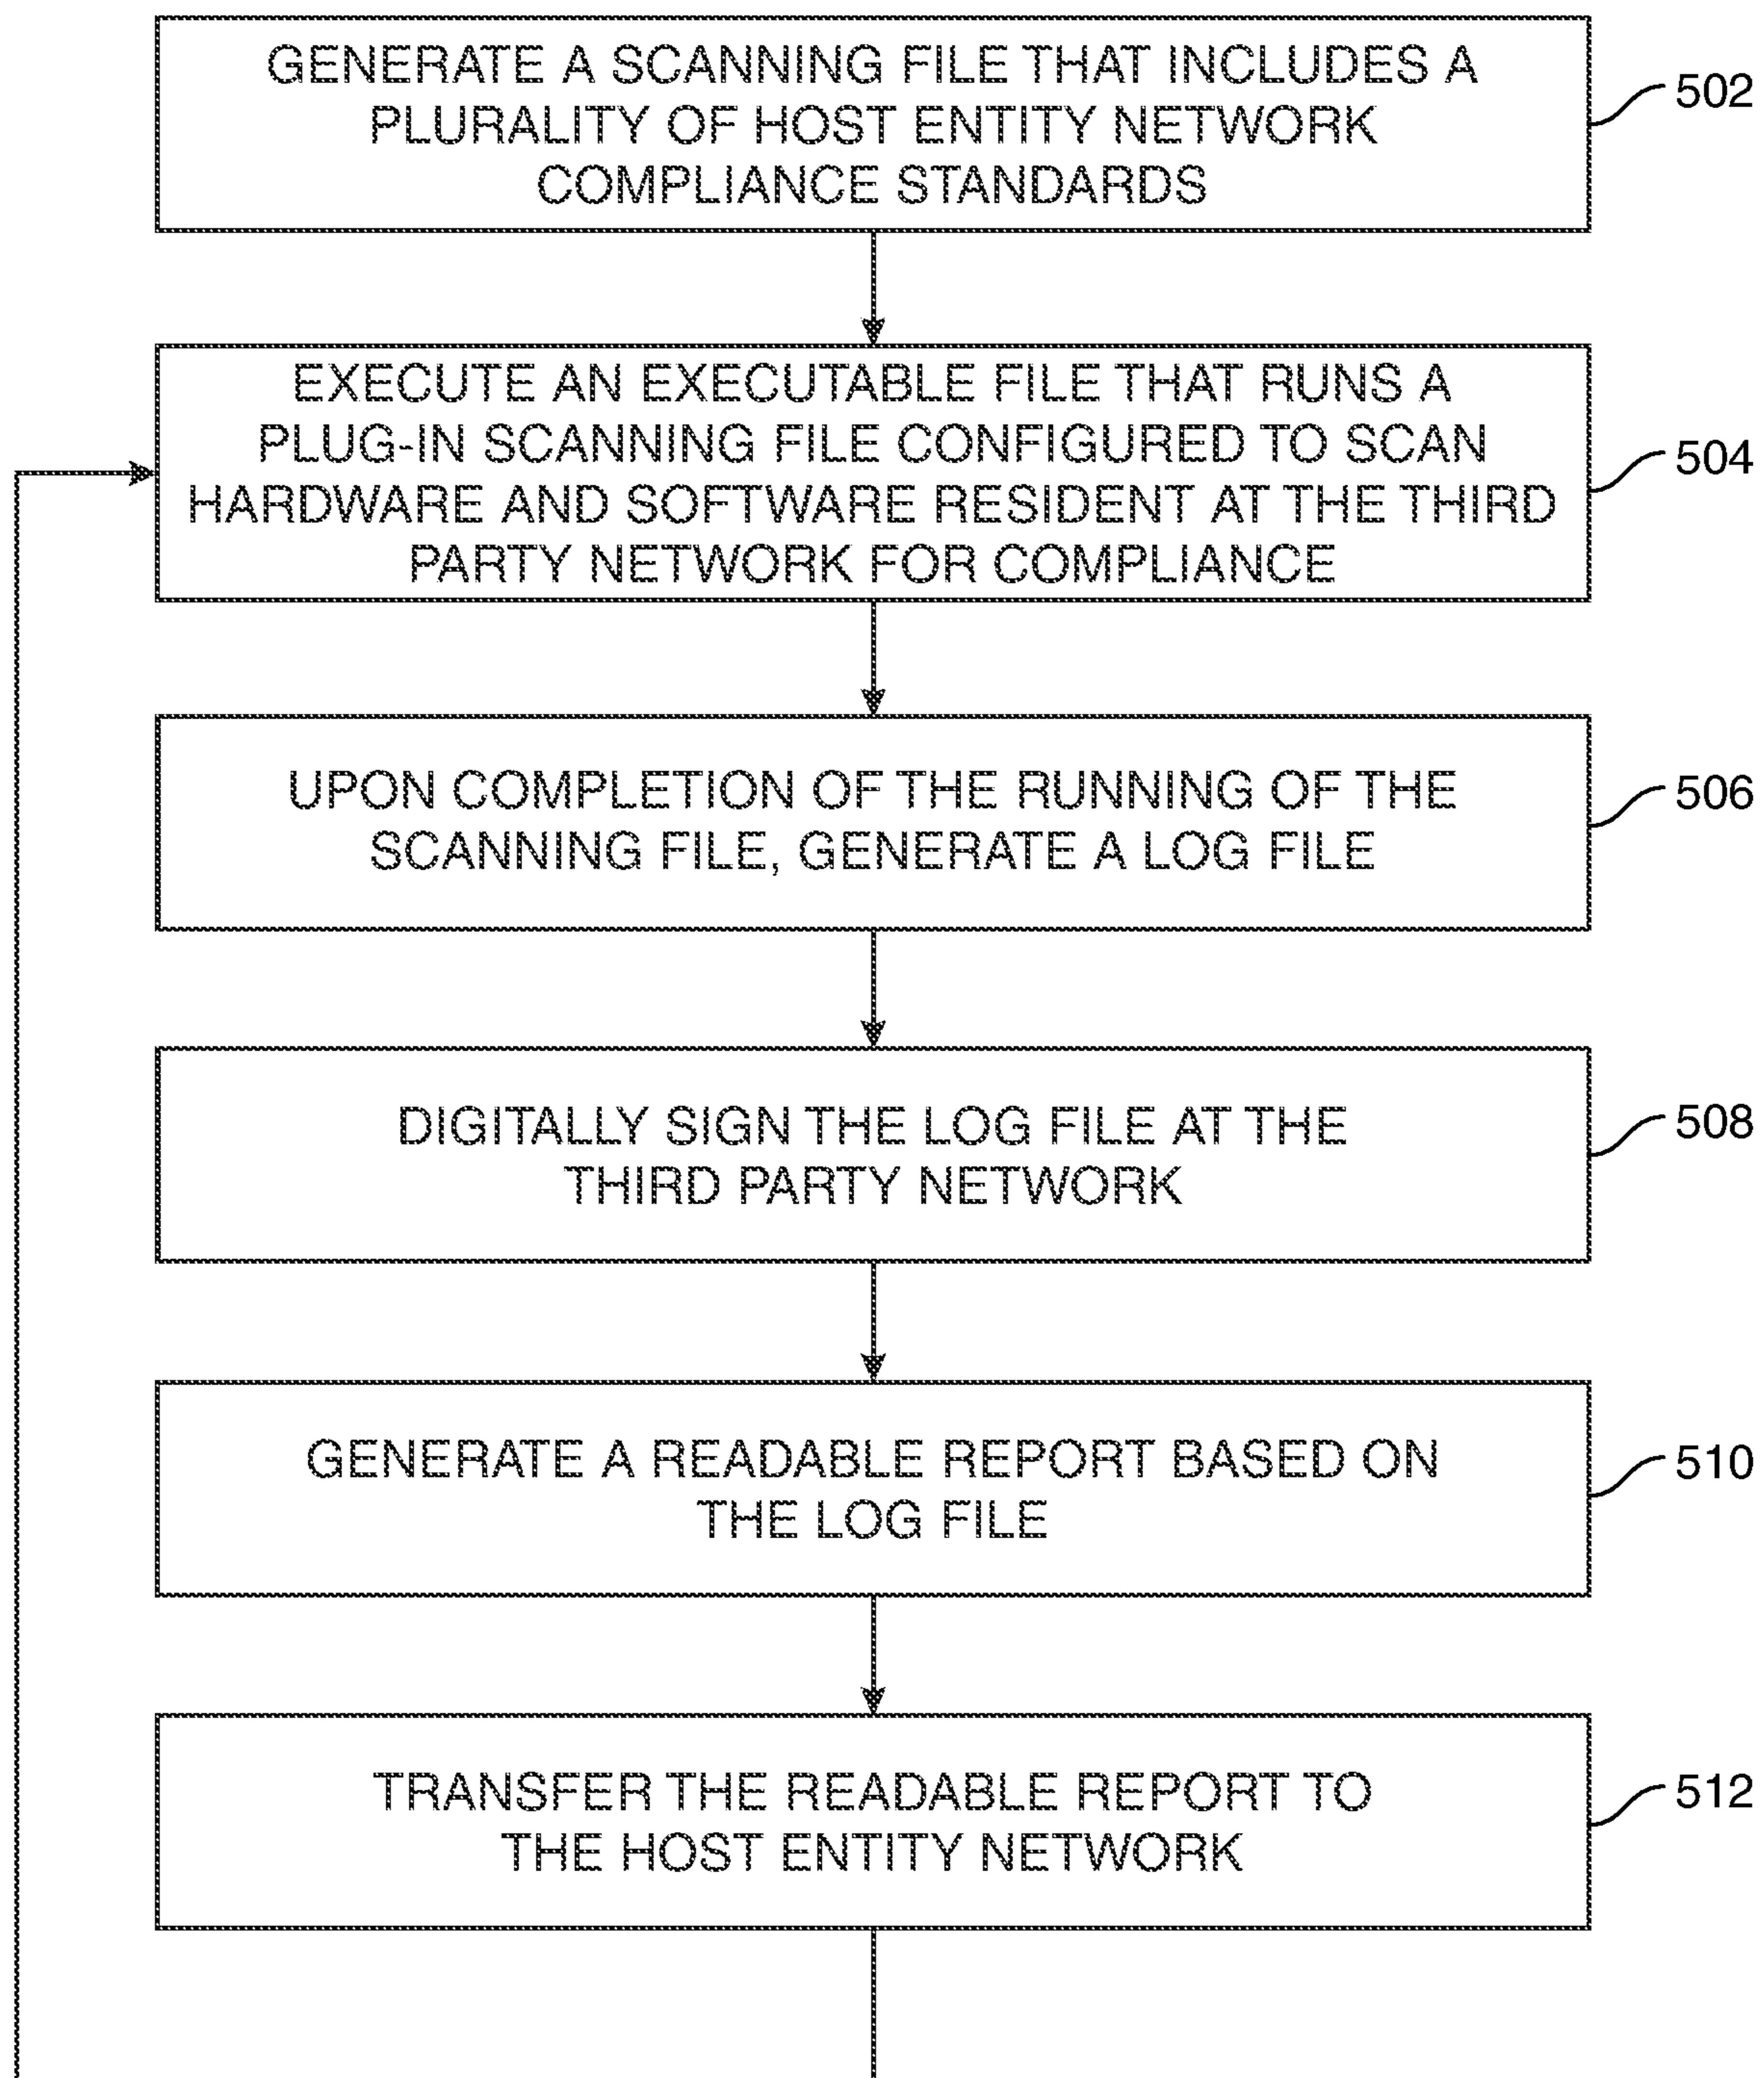 GENERATE A SCANNING FILE THAT INCLUDES A
PLURALITY OF HOST ENTITY NETWORK
COMPLIANCE STANDARDS
502
EXECUTE AN EXECUTABLE FILE THAT RUNS A
PLUG-IN SCANNING FILE CONFIGURED TO SCAN
HARDWARE AND SOFTWARE RESIDENT AT THE THIRD
PARTY NETWORK FOR COMPLIANCE
504
UPON COMPLETION OF THE RUNNING OF THE
SCANNING FILE, GENERATE A LOG FILE
506
DIGITALLY SIGN THE LOG FILE AT THE
THIRD PARTY NETWORK
508
GENERATE A READABLE REPORT BASED ON
THE LOG FILE
510
TRANSFER THE READABLE REPORT TO
THE HOST ENTITY NETWORK
512